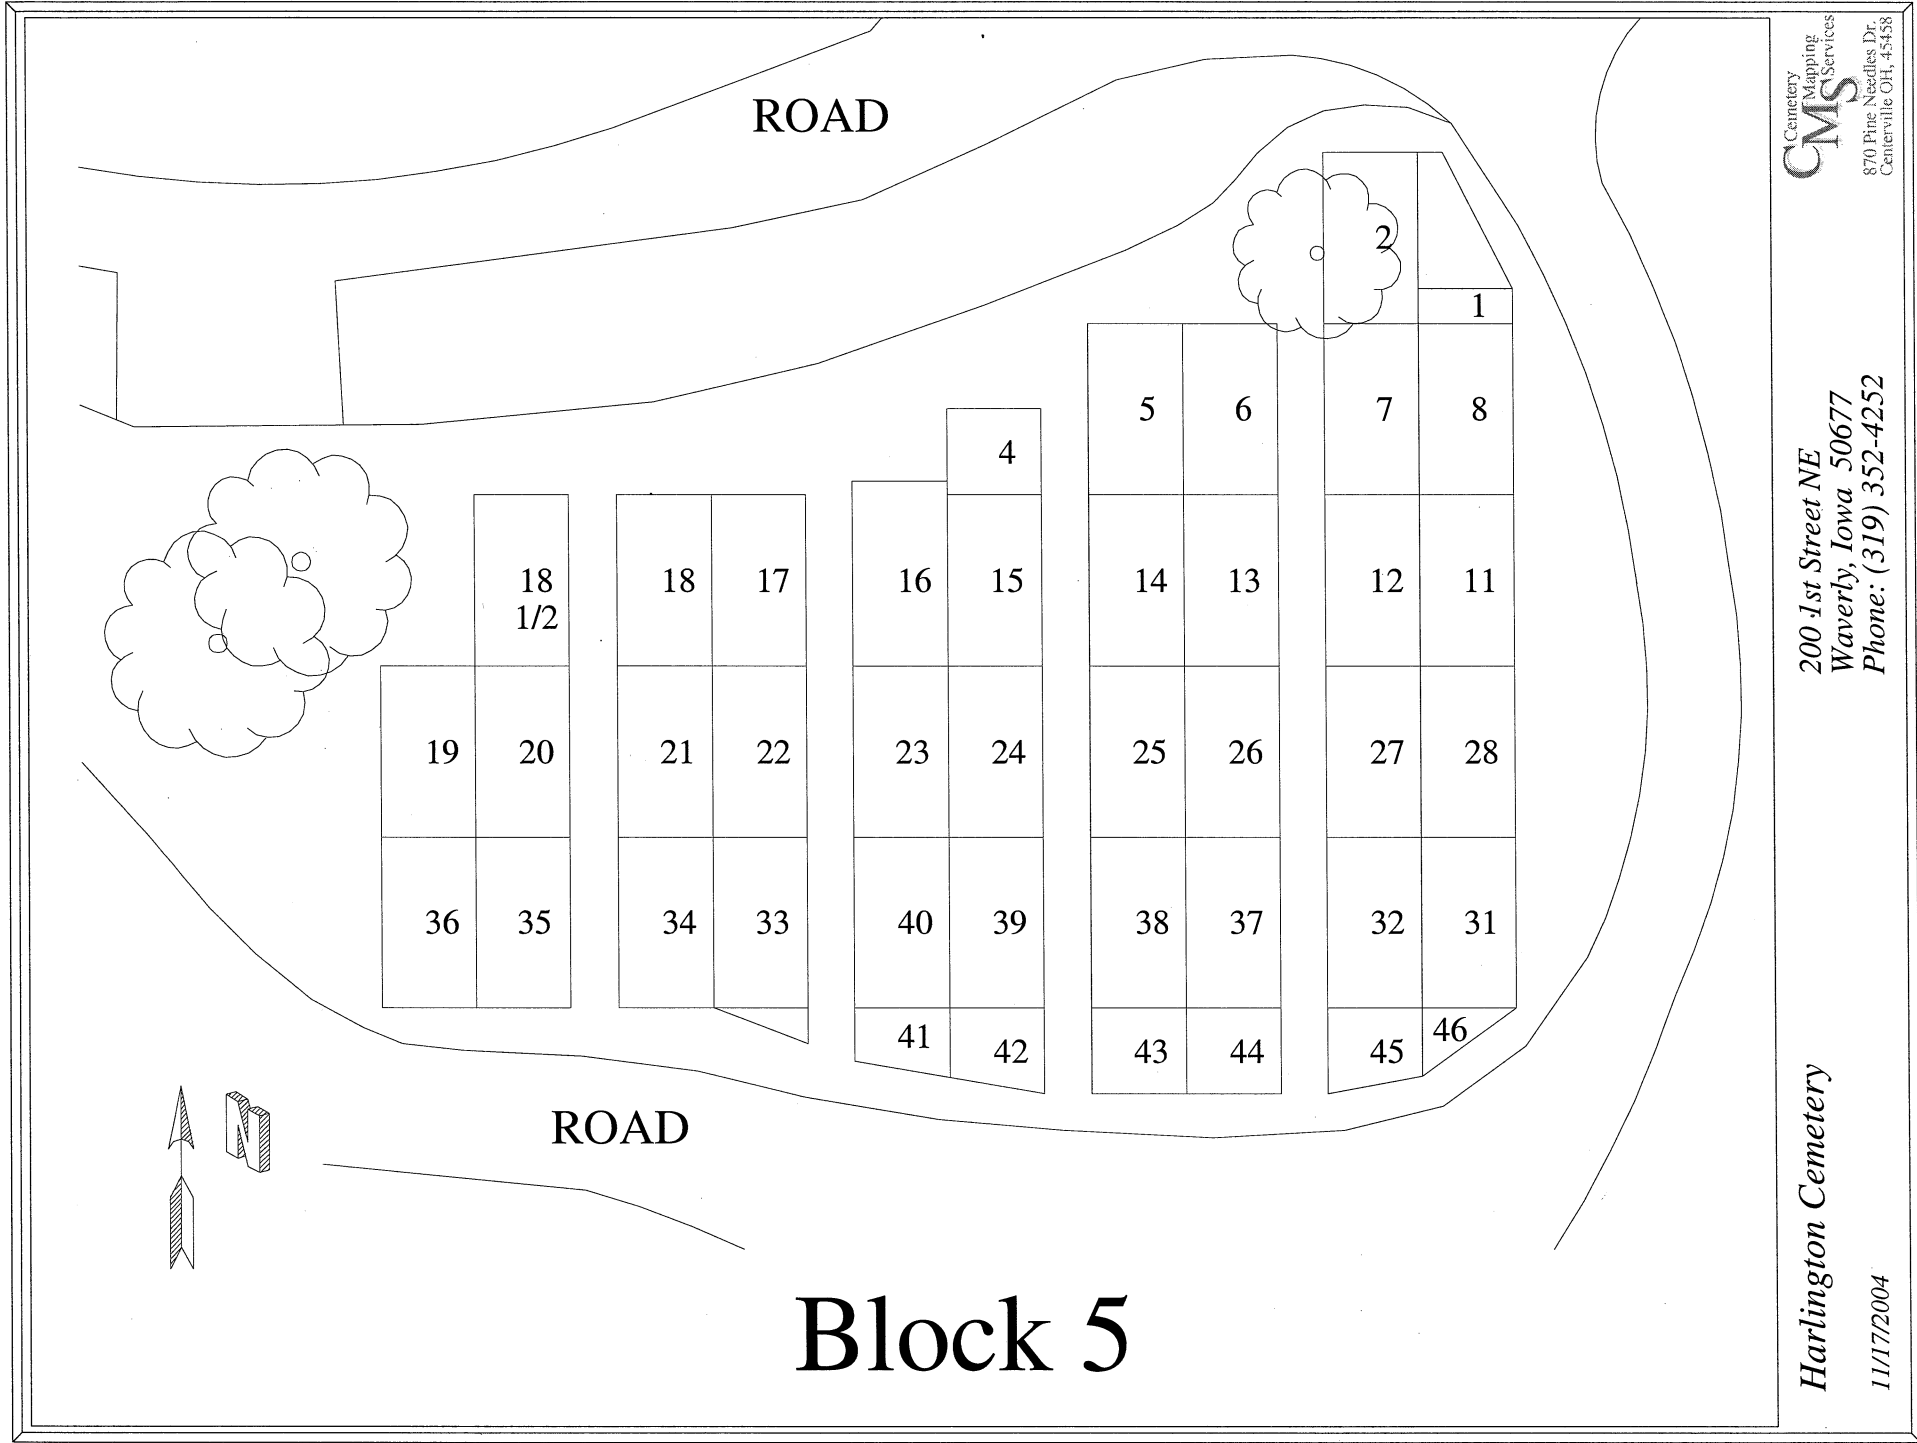 ROAD
2
1
5 6 7 8
4
18 18 17 16 15 14 13 12 11
1/2
19 20 21 22 23 24 25 26 27 28
36 35 34 33 40 39 38 37 32 31
41 42 43 44 45 46
ROAD
N
Block 5
Cemetery
Mapping
Services
CMS
870 Pine Needles Dr.
Centerville OH, 45458
200 1st Street NE
Waverly, Iowa 50677
Phone: (319) 352-4252
Harlington Cemetery
11/17/2004